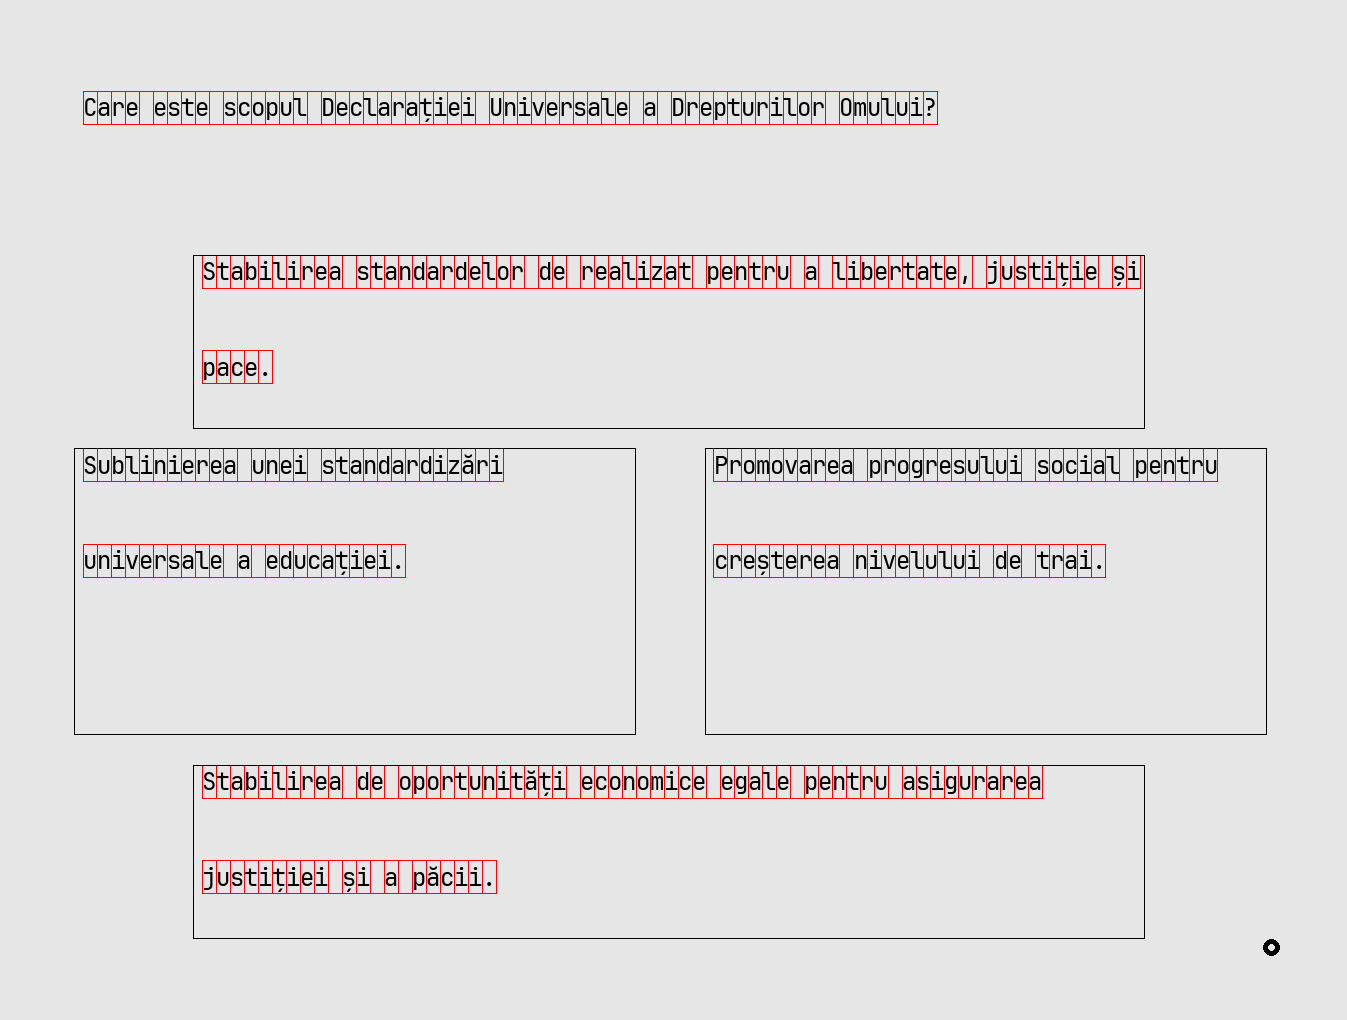 Care este scopul Declarației Universale a Drepturilor Omului?
Stabilirea standardelor de realizat pentru a libertate, justiție și
pace.
Sublinierea unei standardizări
universale a educației.
Promovarea progresului social pentru
creșterea nivelului de trai.
Stabilirea de oportunități economice egale pentru asigurarea
justiției și a păcii.